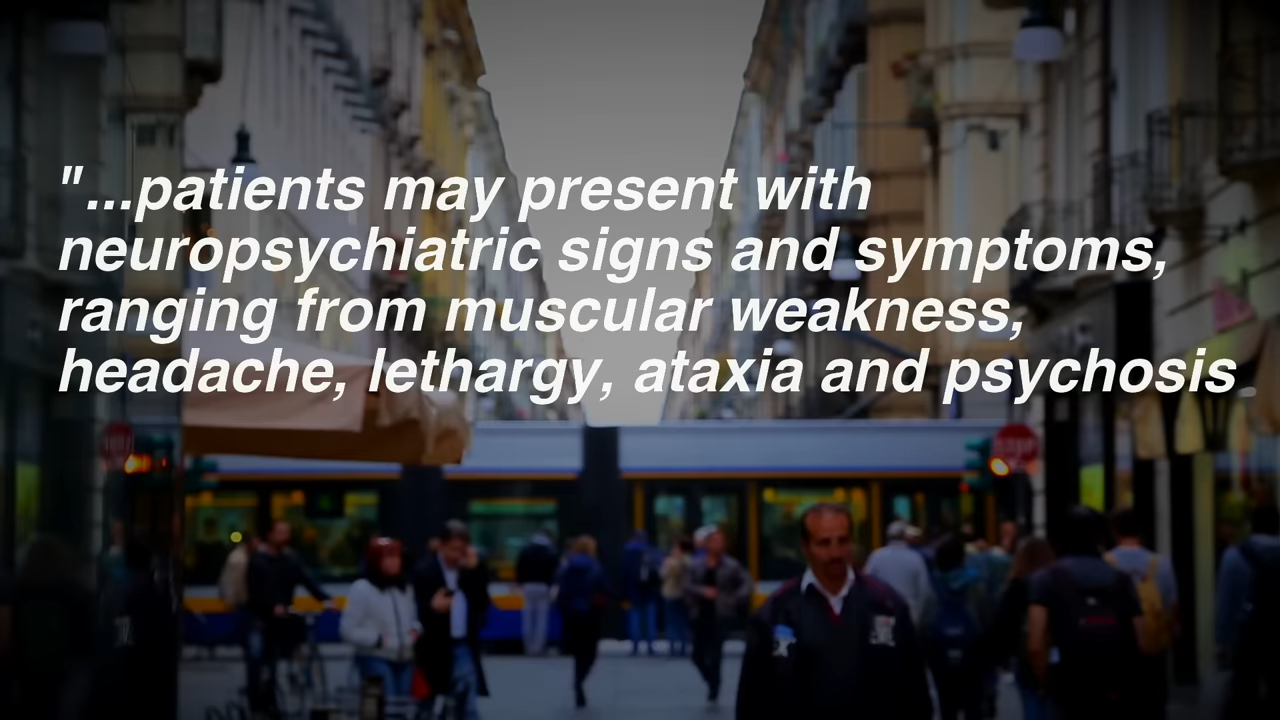 "...patients may present with
neuropsychiatric signs and symptoms,
ranging from muscular weakness,
headache, lethargy, ataxia and psychosis